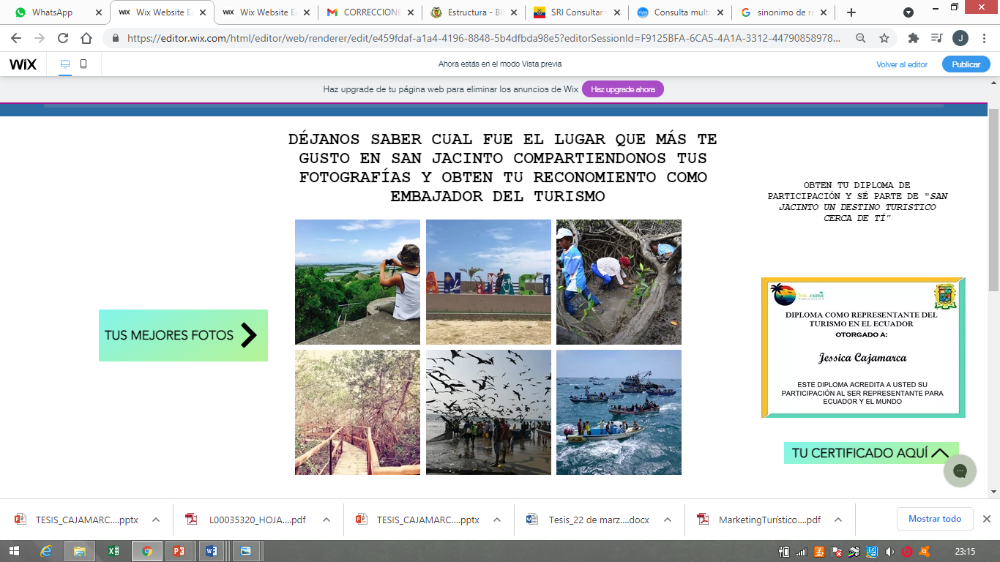 WhatsApp
WIX Wix Website E
WIX Wix Website E
CORRECCIONE
Estructura - BI
SRI Consultar
Consulta mult
sinonimo de re
https://editor.wix.com/html/editor/web/renderer/edit/e459fdaf-a1a4-4196-8848-5b4dfbda98e5?editorSessionId=F9125BFA-6CA5-4A1A-3312-44790858978...
J
WiX
Ahora estás en el modo Vista previa
Volver al editor
Publicar
Haz upgrade de tu página web para eliminar los anuncios de Wix
Haz upgrade ahora
DÉJANOS SABER CUAL FUE EL LUGAR QUE MÁS TE
GUSTO EN SAN JACINTO COMPARTIENDONOS TUS
FOTOGRAFÍAS Y OBTEN TU RECONOMIENTO COMO
EMBAJADOR DEL TURISMO
TUS MEJORES FOTOS
OBTEN TU DIPLOMA DE
PARTICIPACIÓN Y SÉ PARTE DE "SAN
JACINTO UN DESTINO TURISTICO
CERCA DE TÍ"
DIPLOMA COMO REPRESENTANTE DEL
TURISMO EN EL ECUADOR
OTORGADO A:
Jessica Cajamarca
ESTE DIPLOMA ACREDITA A USTED SU
PARTICIPACIÓN AL SER REPRESENTANTE PARA
ECUADOR Y EL MUNDO
TU CERTIFICADO AQUÍ
TESIS_CAJAMARC....pptx
L00035320_HOJA....pdf
TESIS_CAJAMARC....pptx
Tesis_22 de marz....docx
MarketingTurístico....pdf
Mostrar todo
23:15